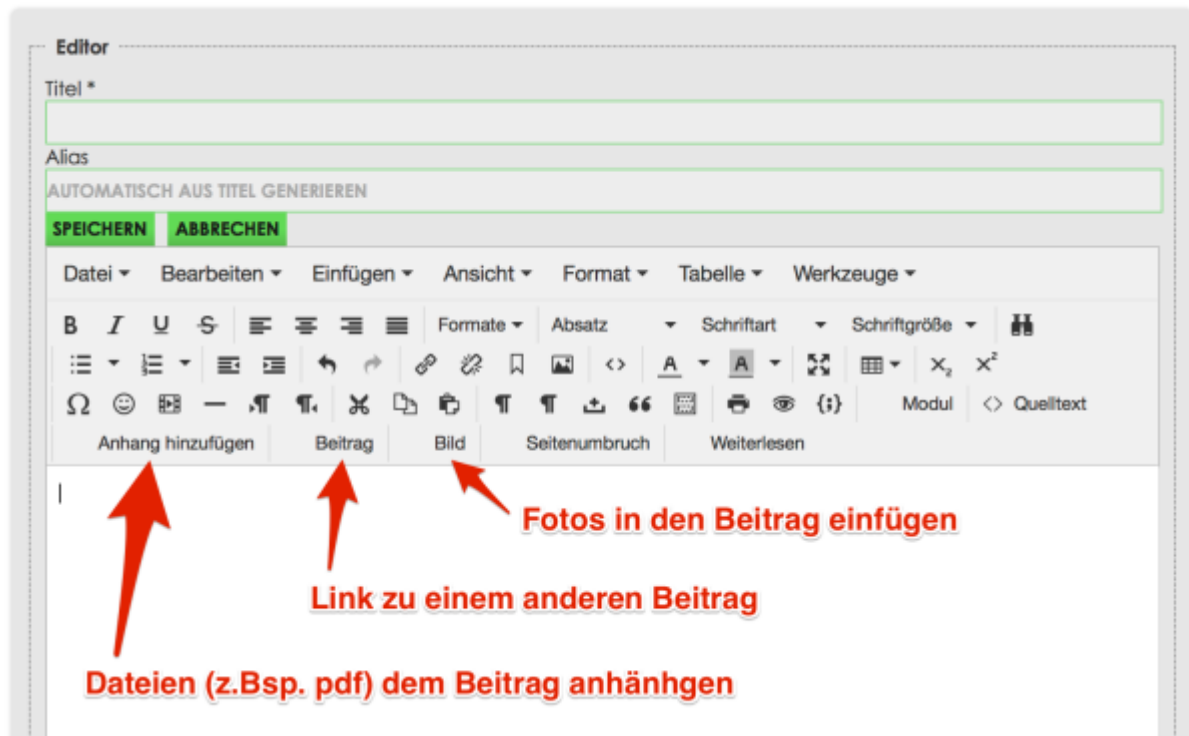 Editor
Titel *
Alias
AUTOMATISCH AUS TITEL GENERIEREN
SPEICHERN ABBRECHEN
Datei Bearbeiten Einfügen Ansicht Format Tabelle Werkzeuge
B I U S Formate Absatz Schriftart Schriftgröße
A A X₂ X²
Ω ¶ ¶ ¶ ¶ “ {;} Modul <> Quelltext
Anhang hinzufügen Beitrag Bild Seitenumbruch Weiterlesen
Fotos in den Beitrag einfügen
Link zu einem anderen Beitrag
Dateien (z.Bsp. pdf) dem Beitrag anhänhgen